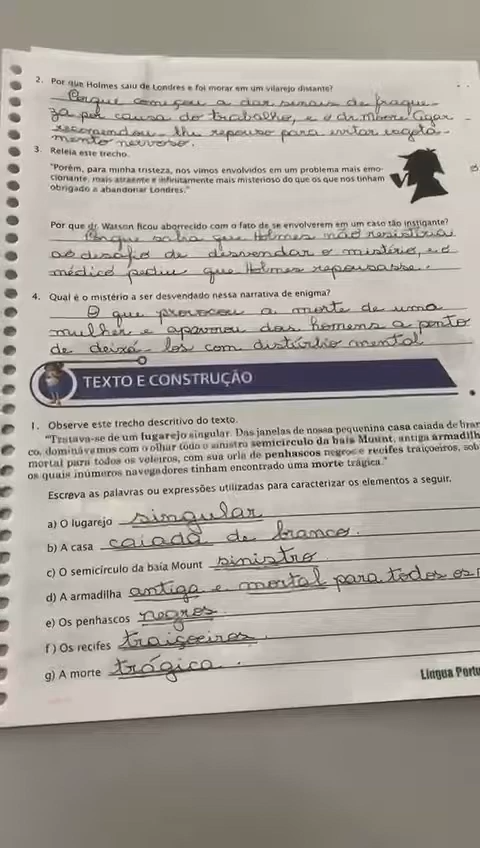 2. Por que Holmes saiu de Londres e foi morar em um vilarejo distante?
Porque começou a dar sinais de fraque-
za por causa do trabalho, e o dr. Moore Agar
recomendou-lhe repouso para evitar esgota-
mento nervoso.
3. Releia este trecho.
"Porém, para minha tristeza, nos vimos envolvidos em um problema mais emo-
cionante, mais atraente e infinitamente mais misterioso do que os que nos tinham
obrigado a abandonar Londres."
Por que dr. Watson ficou aborrecido com o fato de se envolverem em um caso tão instigante?
Porque sabia que Holmes não resistiria
ao desafio de desvendar o mistério, e o
médico pediu que Holmes repousasse.
4. Qual é o mistério a ser desvendado nessa narrativa de enigma?
O que provocou a morte de uma
mulher e apavorou dois homens a ponto
de deixá-los com distúrbio mental
TEXTO E CONSTRUÇÃO
1. Observe este trecho descritivo do texto.
"Tratava-se de um lugarejo singular. Das janelas de nossa pequenina casa caiada de bran
co, dominávamos com o olhar todo o sinistro semicírculo da baía Mount, antiga armadilh
mortal para todos os veleiros, com sua orla de penhascos negros e recifes traiçoeiros, sob
os quais inúmeros navegadores tinham encontrado uma morte trágica."
Escreva as palavras ou expressões utilizadas para caracterizar os elementos a seguir.
a) O lugarejo singular
b) A casa caiada de branco.
c) O semicírculo da baía Mount sinistro.
d) A armadilha antiga e mortal para todos os
e) Os penhascos negros.
f) Os recifes traiçoeiros.
g) A morte trágica.
Língua Portu